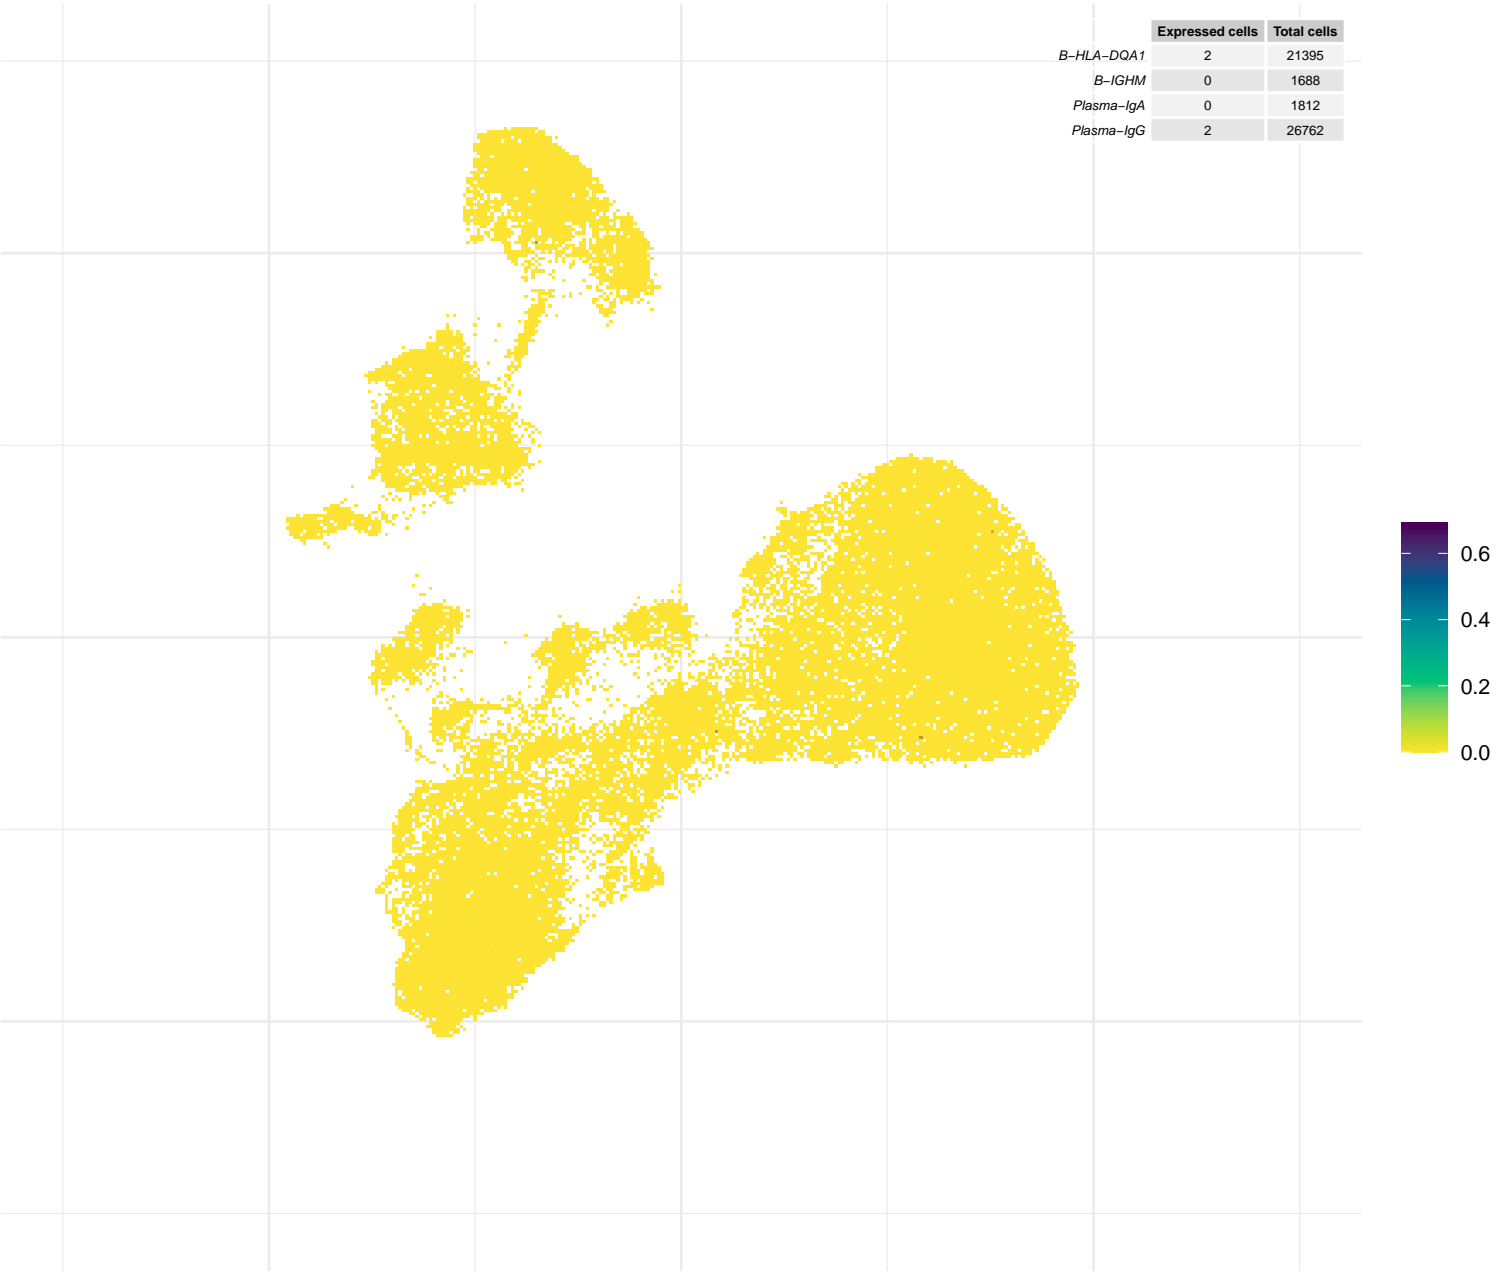 Expressed cells Total cells
B−HLA−DQA1 2 21395
B−IGHM 0 1688
Plasma−IgA 0 1812
Plasma−IgG 2 26762
0.6
0.4
0.2
0.0